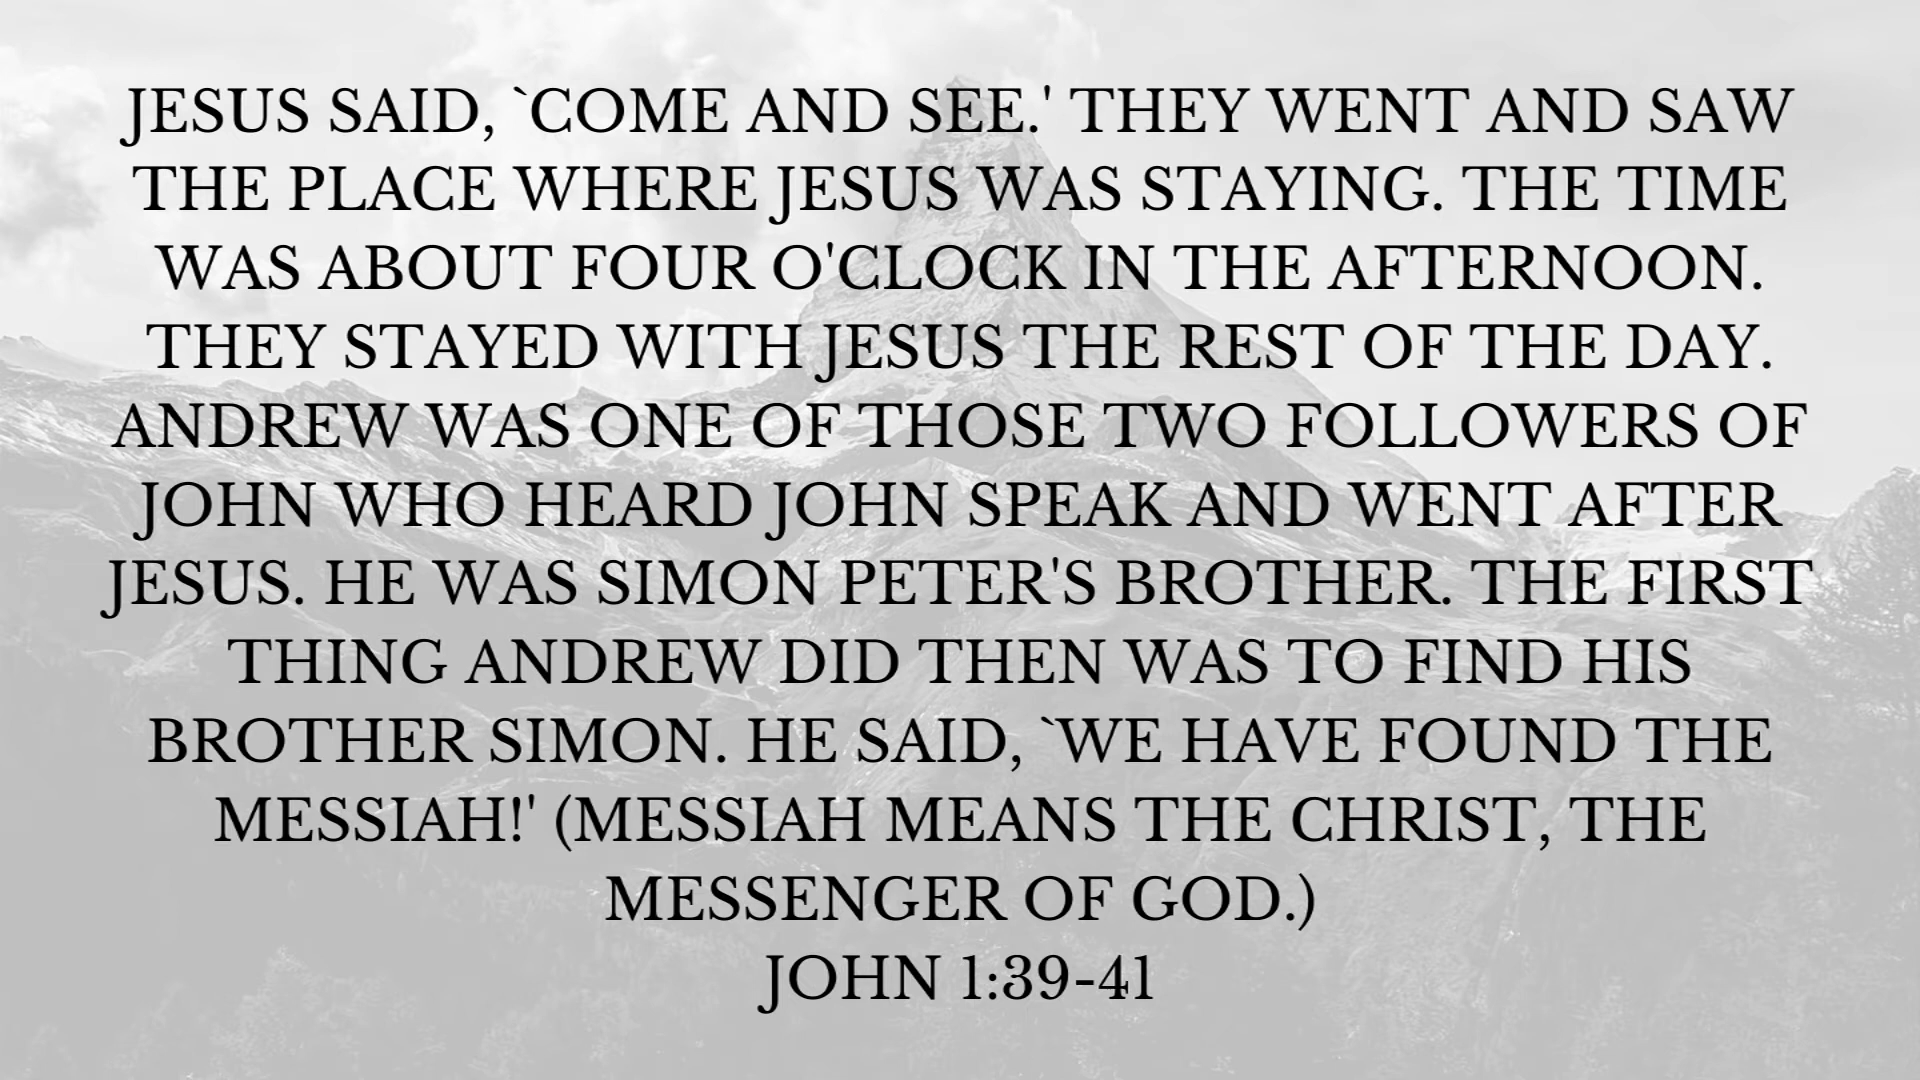 JESUS SAID, `COME AND SEE.' THEY WENT AND SAW
THE PLACE WHERE JESUS WAS STAYING. THE TIME
WAS ABOUT FOUR O'CLOCK IN THE AFTERNOON.
THEY STAYED WITH JESUS THE REST OF THE DAY.
ANDREW WAS ONE OF THOSE TWO FOLLOWERS OF
JOHN WHO HEARD JOHN SPEAK AND WENT AFTER
JESUS. HE WAS SIMON PETER'S BROTHER. THE FIRST
THING ANDREW DID THEN WAS TO FIND HIS
BROTHER SIMON. HE SAID, `WE HAVE FOUND THE
MESSIAH!' (MESSIAH MEANS THE CHRIST, THE
MESSENGER OF GOD.)
JOHN 1:39-41